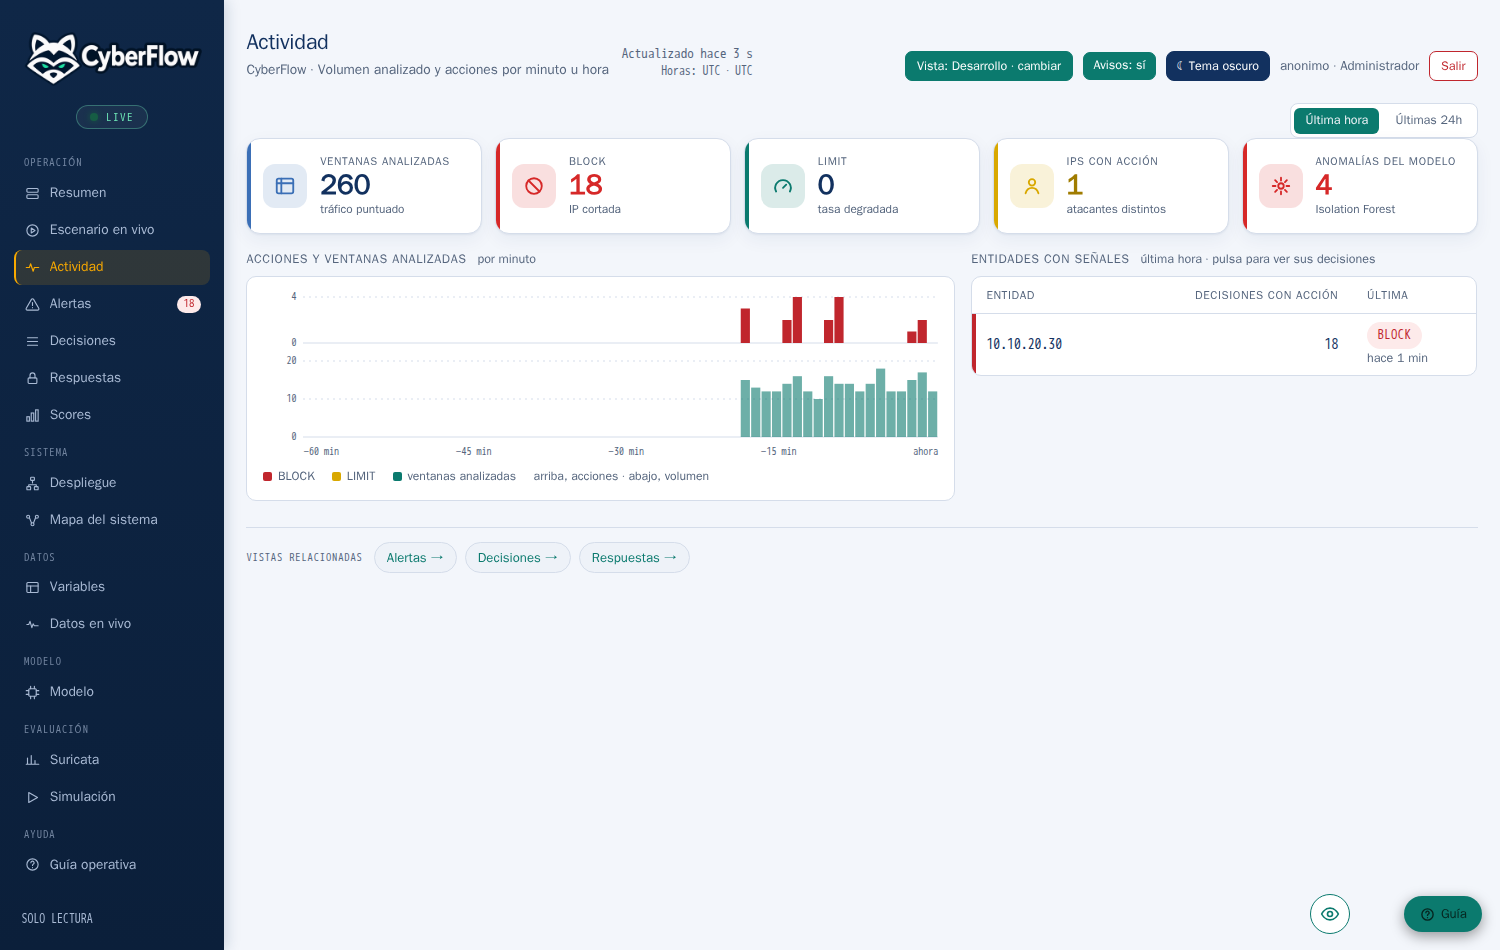 CyberFlow
LIVE
OPERACIÓN
Resumen
Escenario en vivo
Actividad
Alertas 18
Decisiones
Respuestas
Scores
SISTEMA
Despliegue
Mapa del sistema
DATOS
Variables
Datos en vivo
MODELO
Modelo
EVALUACIÓN
Suricata
Simulación
AYUDA
Guía operativa
SOLO LECTURA
Actividad
CyberFlow · Volumen analizado y acciones por minuto u hora
Actualizado hace 3 s
Horas: UTC · UTC
Vista: Desarrollo · cambiar
Avisos: sí
☾ Tema oscuro
anonimo · Administrador
Salir
Última hora
Últimas 24h
VENTANAS ANALIZADAS
260
tráfico puntuado
BLOCK
18
IP cortada
LIMIT
0
tasa degradada
IPS CON ACCIÓN
1
atacantes distintos
ANOMALÍAS DEL MODELO
4
Isolation Forest
ACCIONES Y VENTANAS ANALIZADAS por minuto
4
0
20
10
0
−60 min −45 min −30 min −15 min ahora
BLOCK LIMIT ventanas analizadas arriba, acciones · abajo, volumen
ENTIDADES CON SEÑALES última hora · pulsa para ver sus decisiones
ENTIDAD DECISIONES CON ACCIÓN ÚLTIMA
10.10.20.30 18 BLOCK
hace 1 min
VISTAS RELACIONADAS Alertas → Decisiones → Respuestas →
Guía